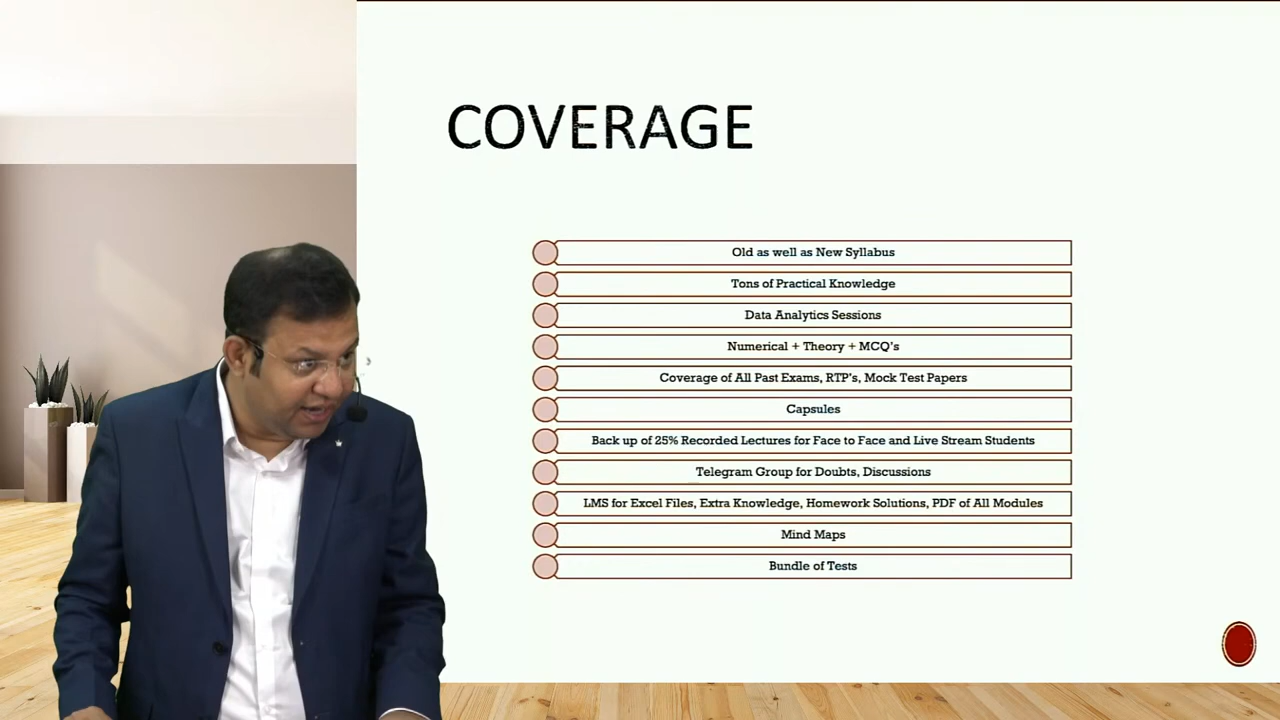 COVERAGE
Old as well as New Syllabus
Tons of Practical Knowledge
Data Analytics Sessions
Numerical + Theory + MCQ's
Coverage of All Past Exams, RTP's, Mock Test Papers
Capsules
Back up of 25% Recorded Lectures for Face to Face and Live Stream Students
Telegram Group for Doubts, Discussions
LMS for Excel Files, Extra Knowledge, Homework Solutions, PDF of All Modules
Mind Maps
Bundle of Tests